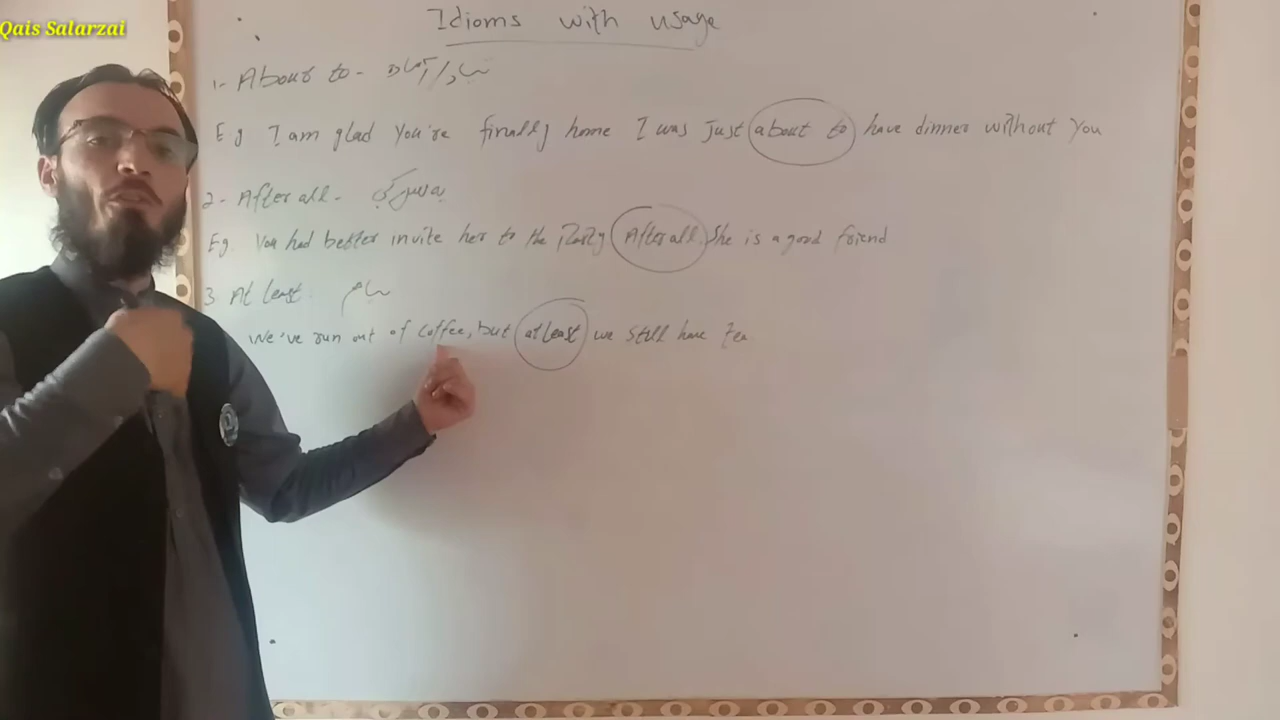 Qais Salarzai
Idioms with usage
1- About to-
Eg I am glad you're finally home I was just about to have dinner without you
2- After all-
Eg. You had better invite her to the Party After all. She is a good friend
3 At least
We've run out of coffee, but at least we still have tea.